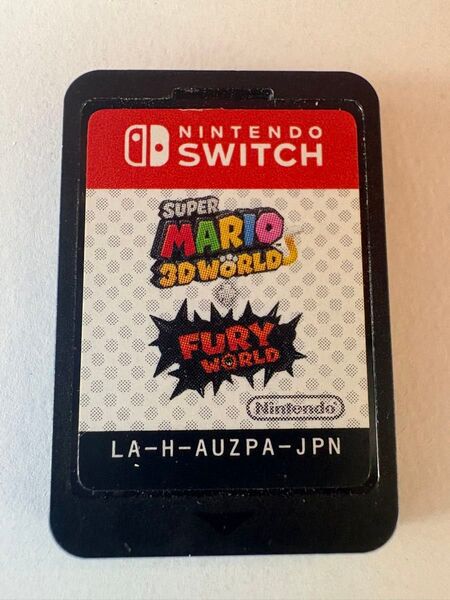 NINTENDO
SWITCH
SUPER
MARIO
3D WORLD
FURY
WORLD
Nintendo
LA-H-AUZPA-JPN